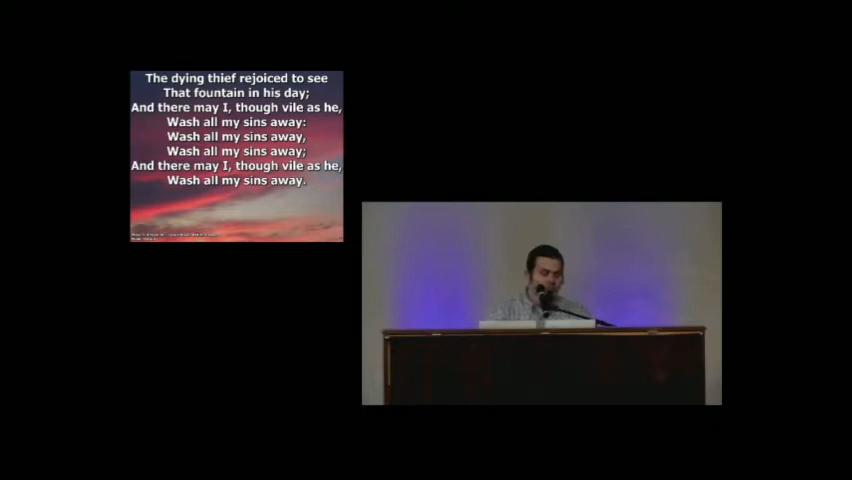 The dying thief rejoiced to see
That fountain in his day;
And there may I, though vile as he,
Wash all my sins away:
Wash all my sins away,
Wash all my sins away;
And there may I, though vile as he,
Wash all my sins away.